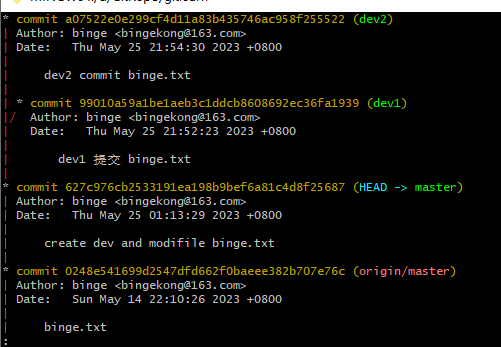 * commit a07522e0e299cf4d11a83b435746ac958f255522 (dev2)
| Author: binge <bingekong@163.com>
| Date:   Thu May 25 21:54:30 2023 +0800
|
|     dev2 commit binge.txt
|
| * commit 99010a59a1be1aeb3c1ddcb8608692ec36fa1939 (dev1)
|/  Author: binge <bingekong@163.com>
|   Date:   Thu May 25 21:52:23 2023 +0800
|
|       dev1 提交 binge.txt
|
* commit 627c976cb2533191ea198b9bef6a81c4d8f25687 (HEAD -> master)
| Author: binge <bingekong@163.com>
| Date:   Thu May 25 01:13:29 2023 +0800
|
|     create dev and modifile binge.txt
|
* commit 0248e541699d2547dfd662f0baeee382b707e76c (origin/master)
| Author: binge <bingekong@163.com>
| Date:   Sun May 14 22:10:26 2023 +0800
|
|     binge.txt
: